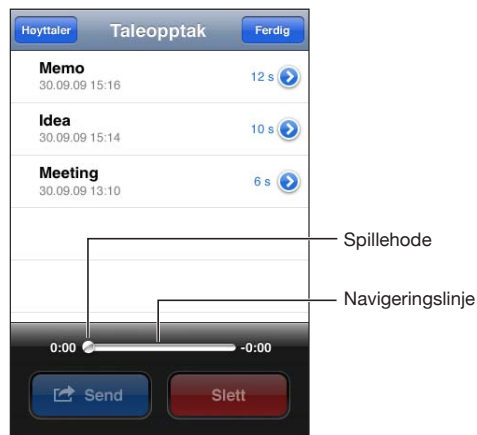 Høyttaler Taleopptak Ferdig
Memo
30.09.09 15:16
12 s
Idea
30.09.09 15:14
10 s
Meeting
30.09.09 13:10
6 s
Spillehode
Navigeringslinje
0:00 -0:00
Send Slett